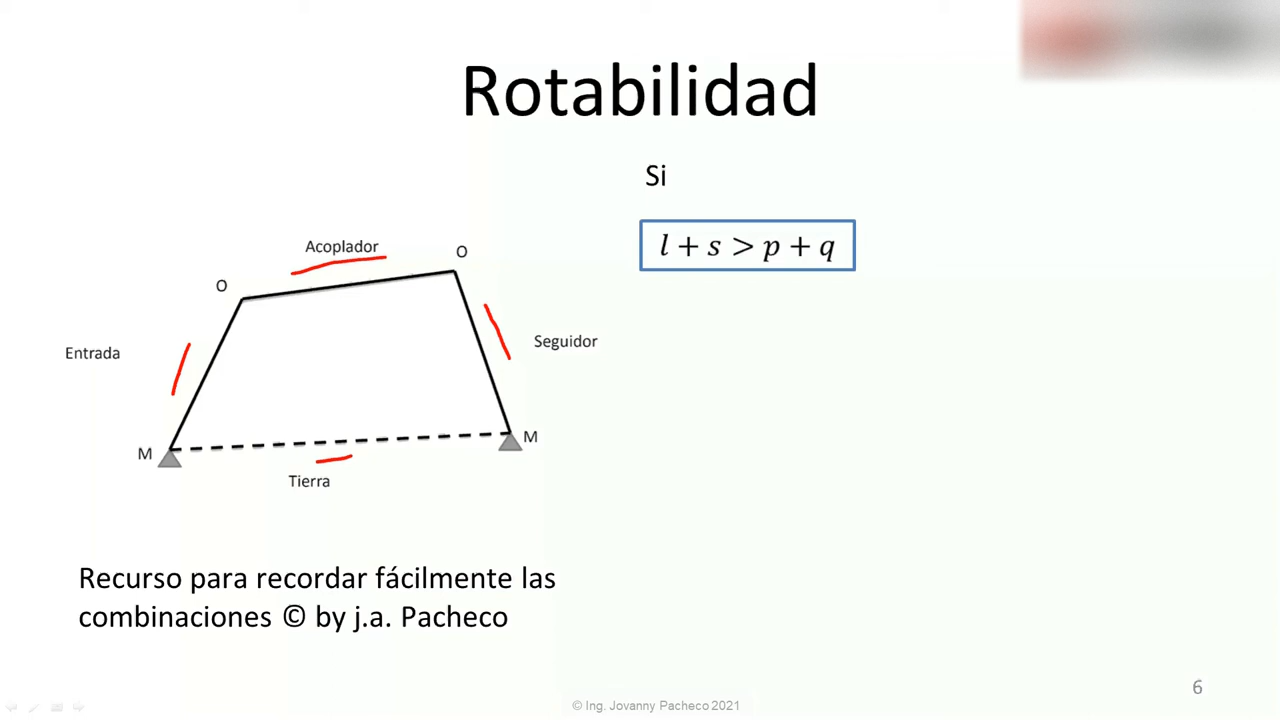 Rotabilidad
Si
l + s > p + q
Acoplador
O
O
Entrada
Seguidor
M
M
Tierra
Recurso para recordar fácilmente las
combinaciones © by j.a. Pacheco
6
© Ing. Jovanny Pacheco 2021